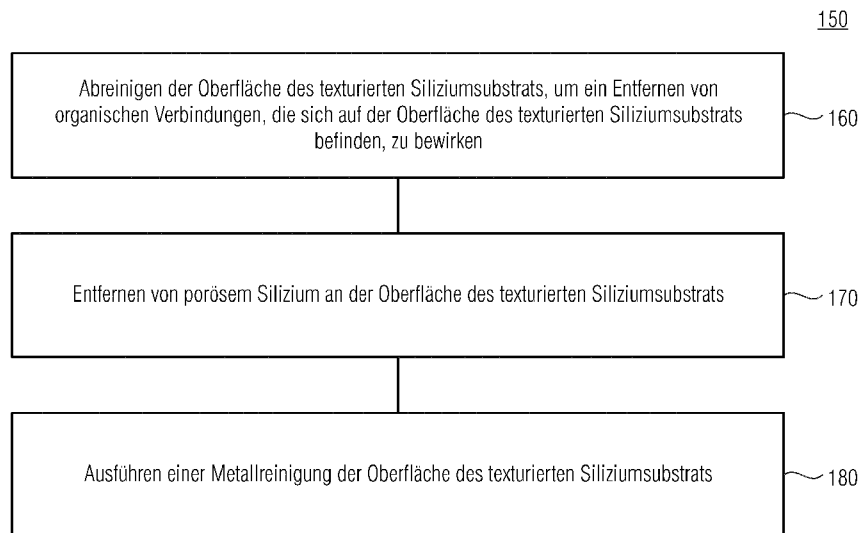 150
Abreinigen der Oberfläche des texturierten Siliziumsubstrats, um ein Entfernen von
organischen Verbindungen, die sich auf der Oberfläche des texturierten Siliziumsubstrats
befinden, zu bewirken
160
Entfernen von porösem Silizium an der Oberfläche des texturierten Siliziumsubstrats
170
Ausführen einer Metallreinigung der Oberfläche des texturierten Siliziumsubstrats
180